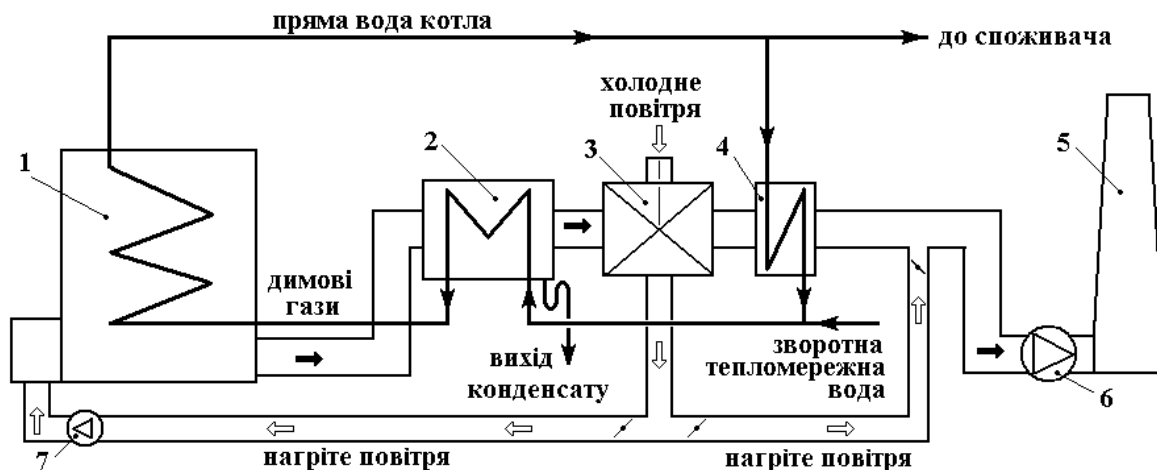 пряма вода котла
до споживача
холодне
повітря
1
2
3
4
5
димові
гази
вихід
конденсату
зворотна
тепломережна
вода
6
7
нагріте повітря
нагріте повітря